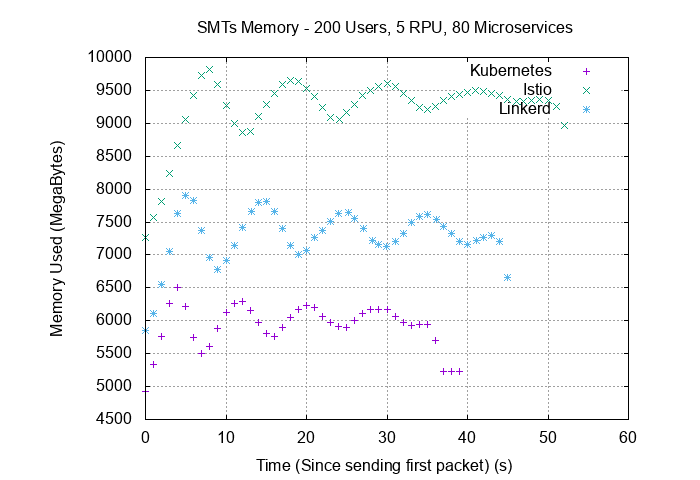 SMTs Memory - 200 Users, 5 RPU, 80 Microservices
Memory Used (MegaBytes)
10000
9500
9000
8500
8000
7500
7000
6500
6000
5500
5000
4500
Kubernetes
Istio
Linkerd
0 10 20 30 40 50 60
Time (Since sending first packet) (s)